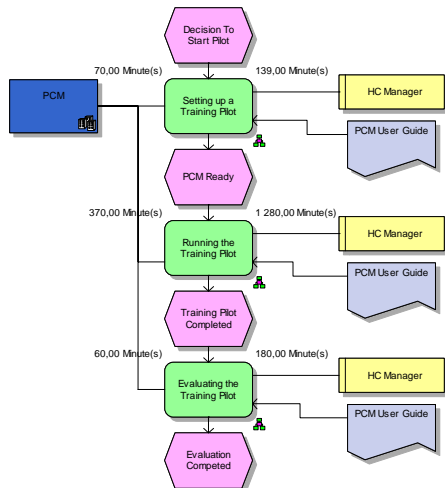 Decision To
Start Pilot
70,00 Minute(s)
139,00 Minute(s)
PCM
Setting up a
Training Pilot
HC Manager
PCM User Guide
PCM Ready
370,00 Minute(s)
1 280,00 Minute(s)
Running the
Training Pilot
HC Manager
PCM User Guide
Training Pilot
Completed
60,00 Minute(s)
180,00 Minute(s)
Evaluating the
Training Pilot
HC Manager
PCM User Guide
Evaluation
Competed